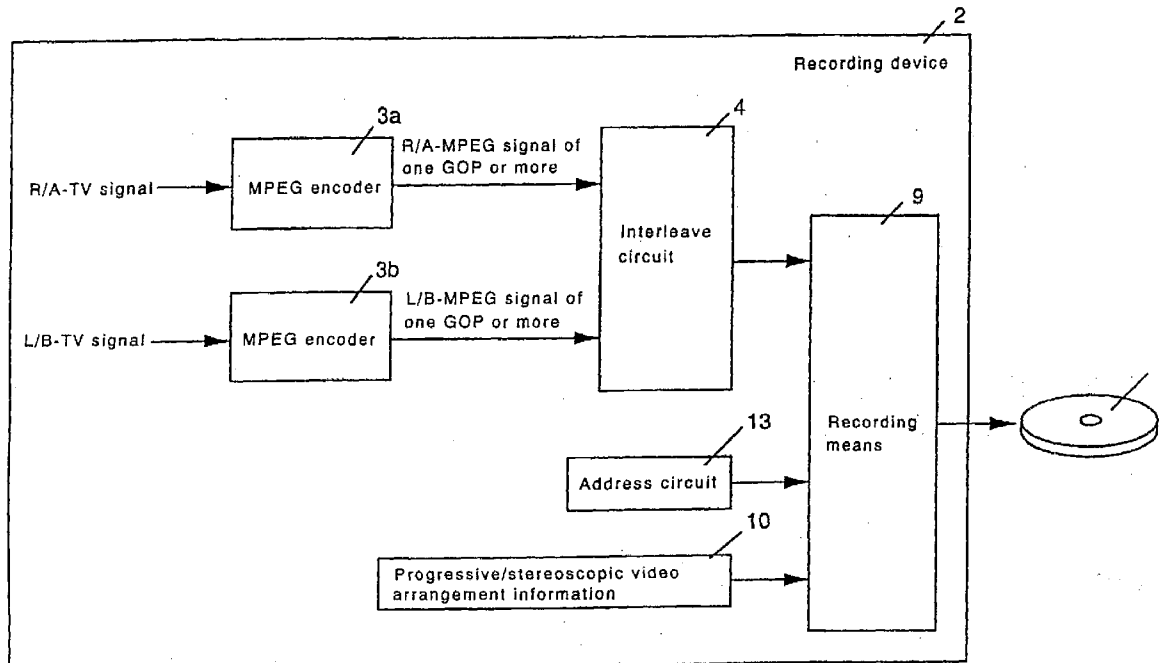 2
Recording device
3a
4
R/A-MPEG signal of
one GOP or more
R/A-TV signal
MPEG encoder
9
Interleave
circuit
3b
L/B-MPEG signal of
one GOP or more
L/B-TV signal
MPEG encoder
13
Recording
means
Address circuit
10
Progressive/stereoscopic video
arrangement information